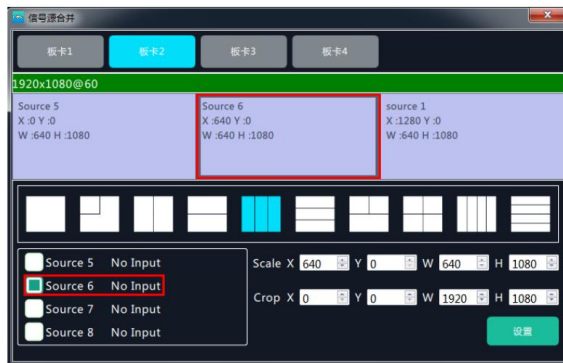 信号源合并
板卡1 板卡2 板卡3 板卡4
1920x1080@60
Source 5 Source 6 source 1
X :0 Y :0 X :640 Y :0 X :1280 Y :0
W :640 H :1080 W :640 H :1080 W :640 H :1080
Source 5 No Input Scale X 640 Y 0 W 640 H 1080
Source 6 No Input
Crop X 0 Y 0 W 1920 H 1080
Source 7 No Input
Source 8 No Input
设置